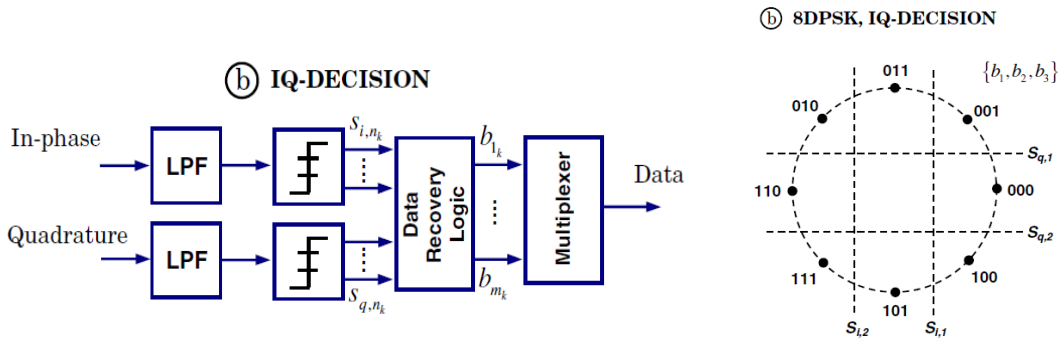 ⓑ IQ-DECISION
In-phase
LPF
s_{i,n_k}
Quadrature
LPF
s_{q,n_k}
Data Recovery Logic
b_{1_k}
b_{m_k}
Multiplexer
Data
ⓑ 8DPSK, IQ-DECISION
{b_1, b_2, b_3}
011
010
001
S_{q,1}
110
000
S_{q,2}
111
100
101
S_{i,2}
S_{i,1}